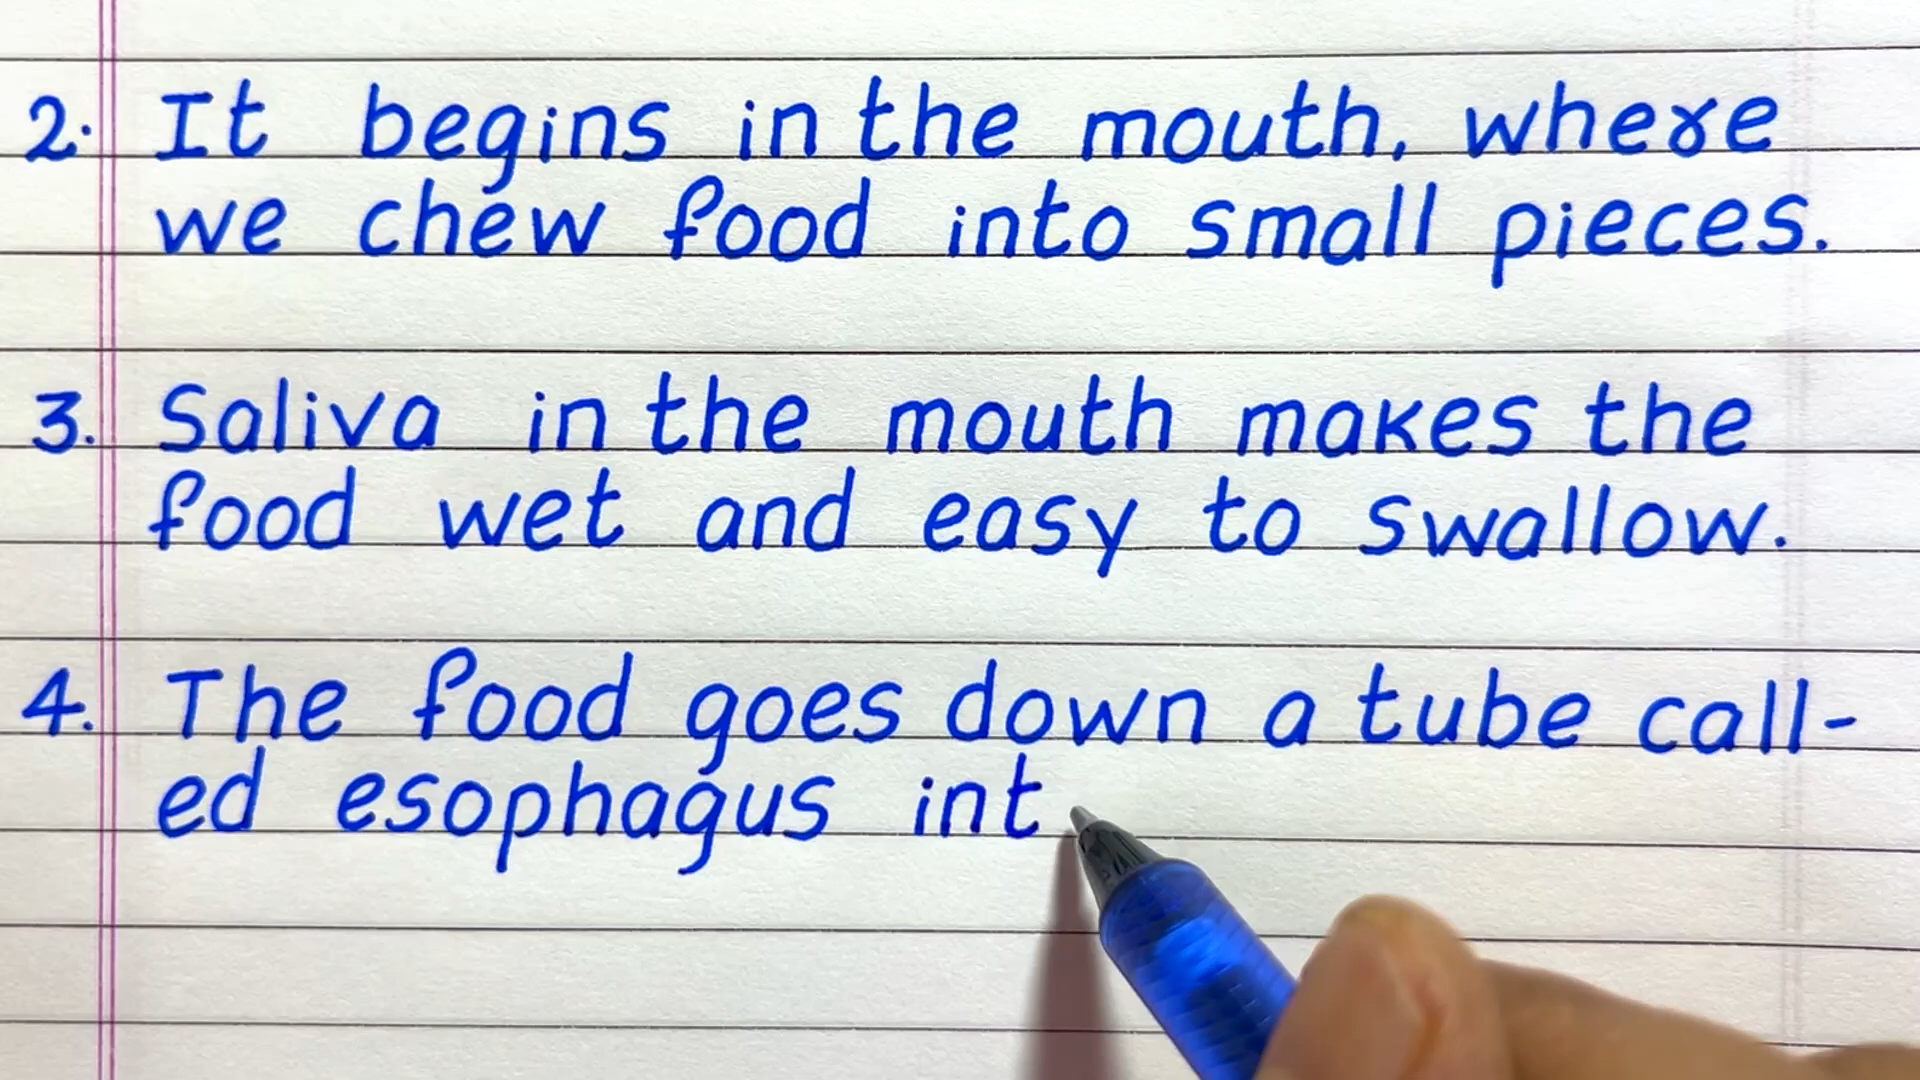 2. It begins in the mouth, where
we chew food into small pieces.
3. Saliva in the mouth makes the
food wet and easy to swallow.
4. The food goes down a tube call-
ed esophagus int